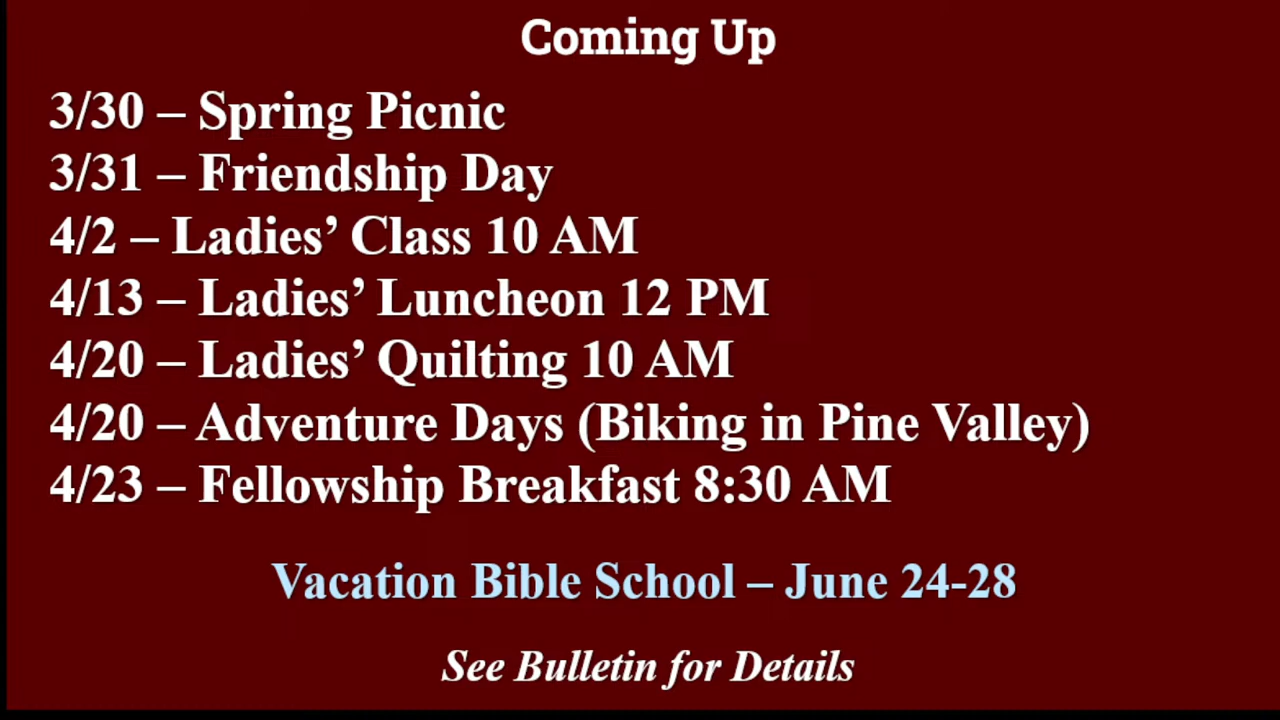 Coming Up
3/30 – Spring Picnic
3/31 – Friendship Day
4/2 – Ladies’ Class 10 AM
4/13 – Ladies’ Luncheon 12 PM
4/20 – Ladies’ Quilting 10 AM
4/20 – Adventure Days (Biking in Pine Valley)
4/23 – Fellowship Breakfast 8:30 AM
Vacation Bible School – June 24-28
See Bulletin for Details